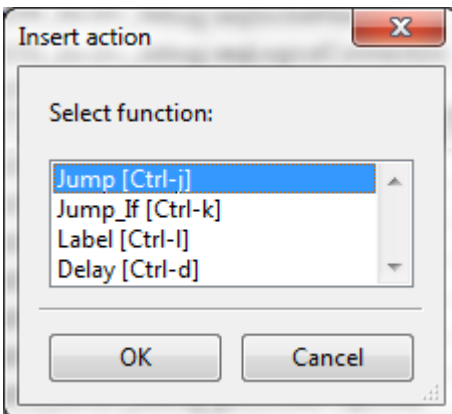 Insert action
Select function:
Jump [Ctrl-j]
Jump_If [Ctrl-k]
Label [Ctrl-l]
Delay [Ctrl-d]
OK
Cancel